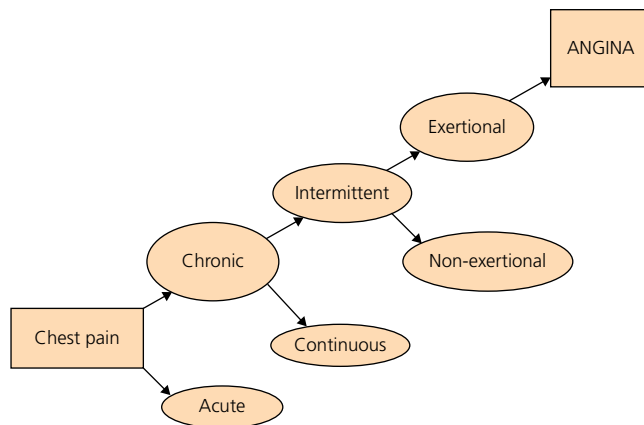 ANGINA
Exertional
Intermittent
Non-exertional
Chronic
Chest pain
Continuous
Acute